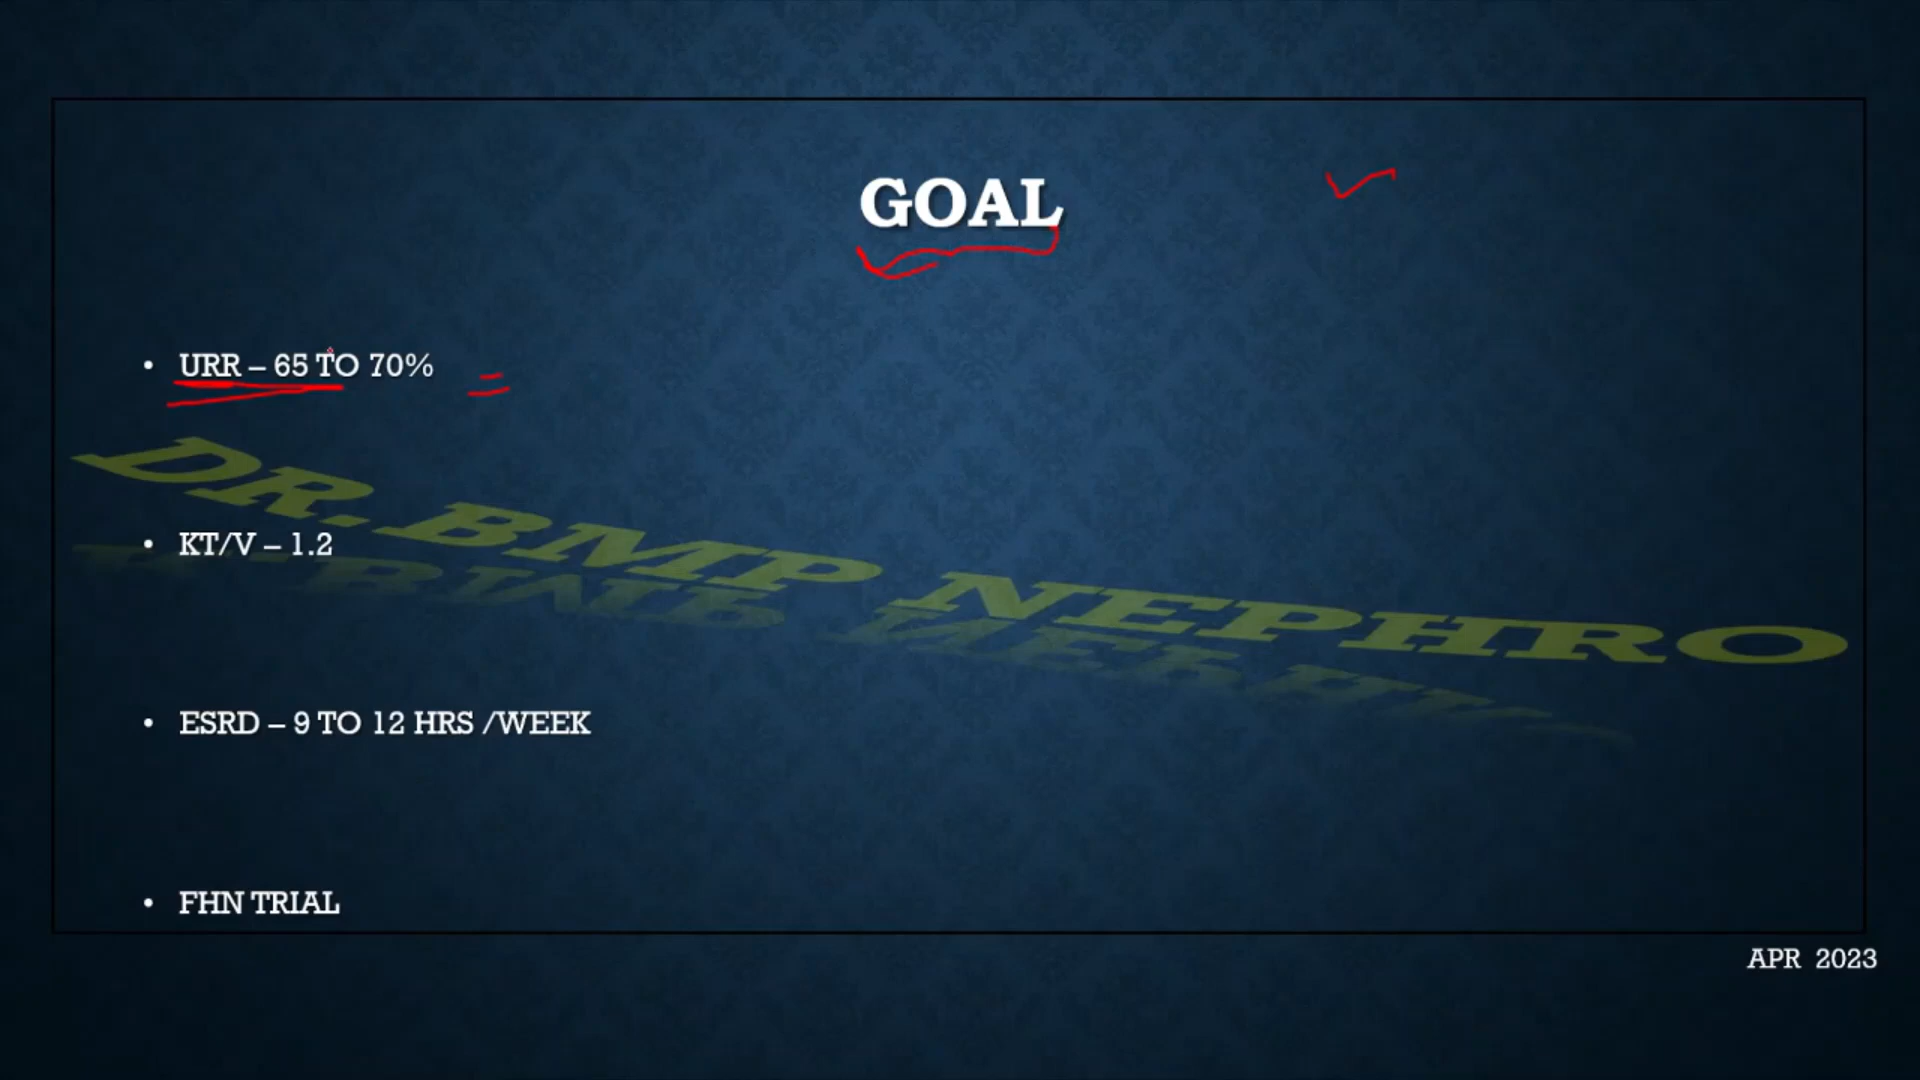 GOAL
• URR – 65 TO 70%
DR. BMP NEPHRO
• KT/V – 1.2
• ESRD – 9 TO 12 HRS /WEEK
• FHN TRIAL
APR 2023